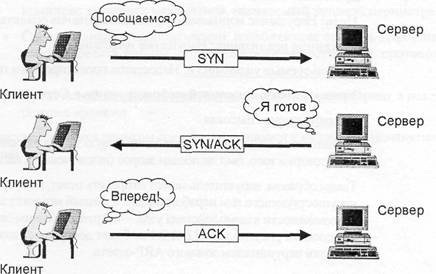 Пообщаемся?
Сервер
SYN
Клиент
Я готов
Сервер
SYN/ACK
Клиент
Вперед!
Сервер
ACK
Клиент